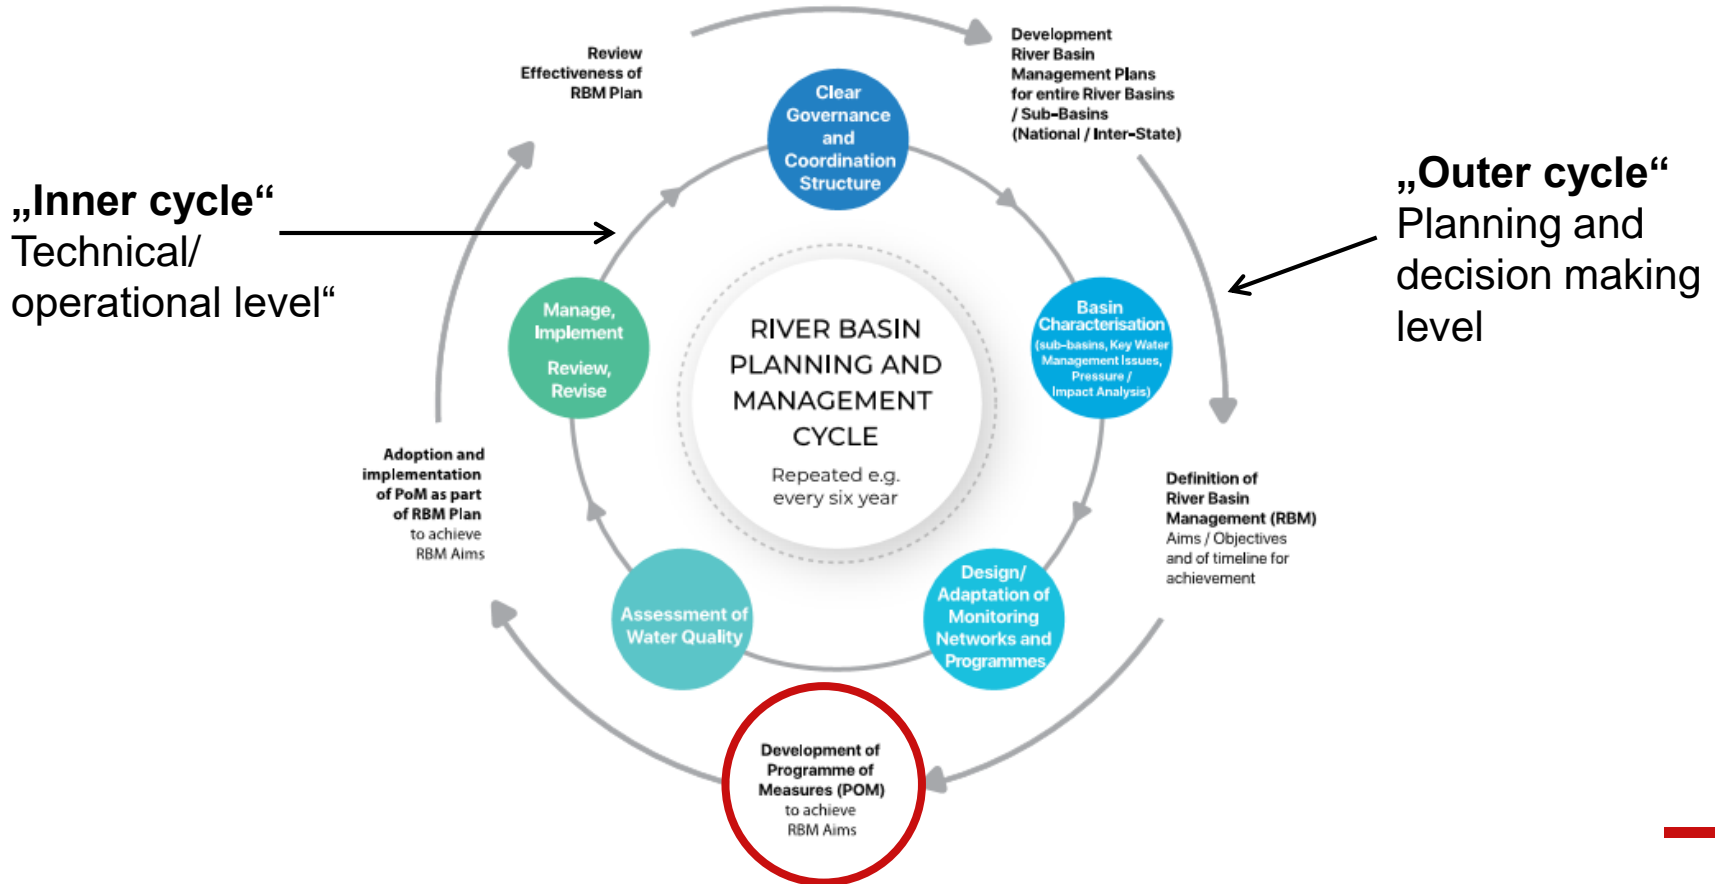 Review
Effectiveness of
RBM Plan
Development
River Basin
Management Plans
for entire River Basins
/ Sub-Basins
(National / Inter-State)
Clear
Governance
and
Coordination
Structure
„Inner cycle“
Technical/
operational level“
„Outer cycle“
Planning and
decision making
level
Manage,
Implement
Review,
Revise
RIVER BASIN
PLANNING AND
MANAGEMENT
CYCLE
Repeated e.g.
every six year
Basin
Characterisation
(sub-basins, Key Water
Management Issues,
Pressure /
Impact Analysis)
Adoption and
implementation
of PoM as part
of RBM Plan
to achieve
RBM Aims
Definition of
River Basin
Management (RBM)
Aims / Objectives
and of timeline for
achievement
Assessment of
Water Quality
Design/
Adaptation of
Monitoring
Networks and
Programmes
Development of
Programme of
Measures (POM)
to achieve
RBM Aims